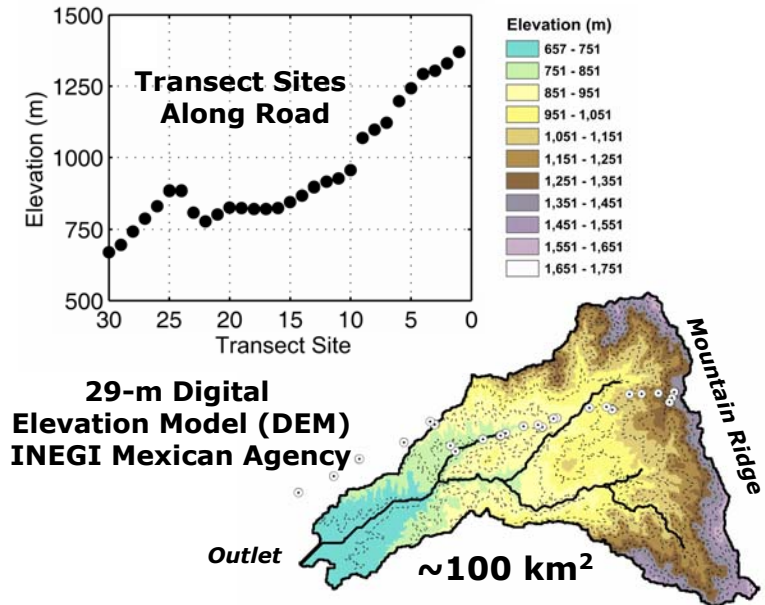 1500
1250
1000
750
500
Elevation (m)
Transect Sites
Along Road
30
25
20
15
10
5
0
Transect Site
Elevation (m)
657 - 751
751 - 851
851 - 951
951 - 1,051
1,051 - 1,151
1,151 - 1,251
1,251 - 1,351
1,351 - 1,451
1,451 - 1,551
1,551 - 1,651
1,651 - 1,751
29-m Digital
Elevation Model (DEM)
INEGI Mexican Agency
Mountain Ridge
Outlet
~100 km²